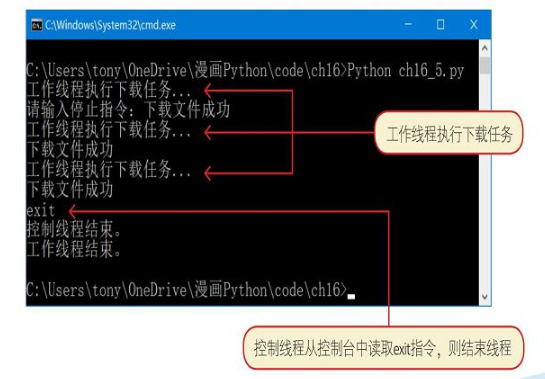 C:\Windows\System32\cmd.exe
C:\Users\tony\OneDrive\漫画Python\code\ch16>Python ch16_5.py
工作线程执行下载任务...
请输入停止指令：下载文件成功
工作线程执行下载任务...
下载文件成功
工作线程执行下载任务...
下载文件成功
exit
控制线程结束。
工作线程结束。
C:\Users\tony\OneDrive\漫画Python\code\ch16>
工作线程执行下载任务
控制线程从控制台中读取exit指令，则结束线程